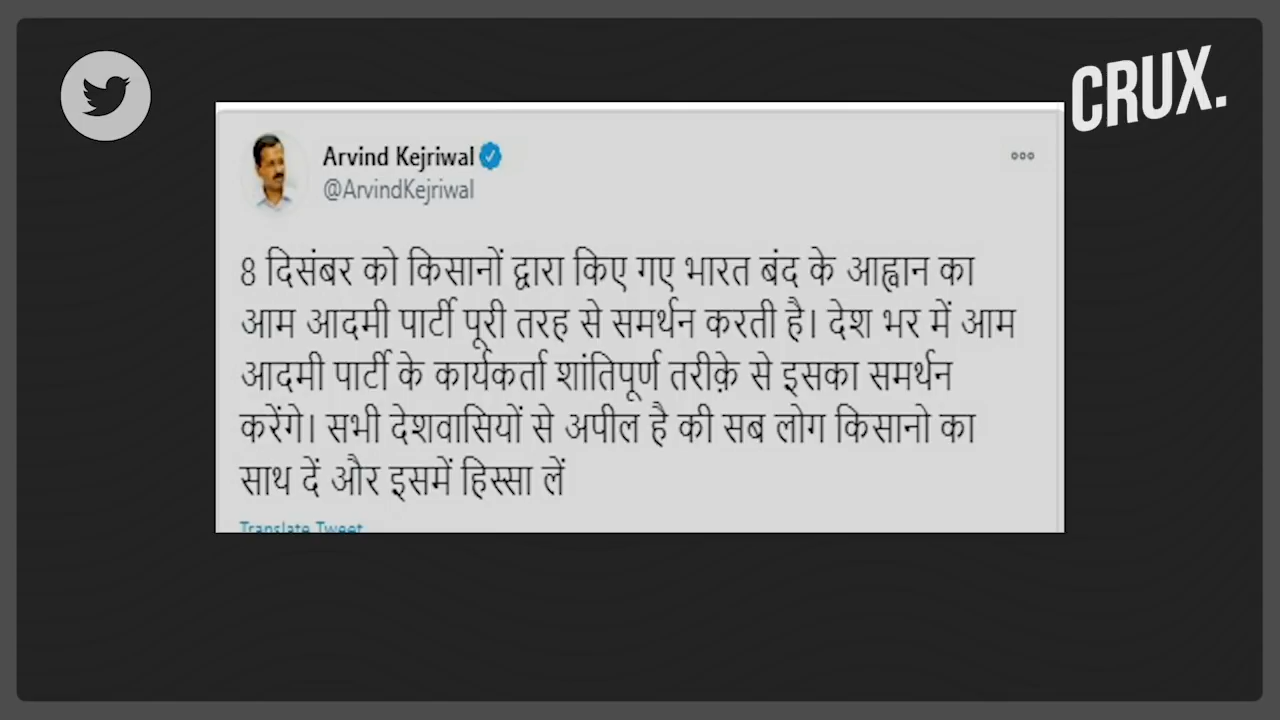 CRUX.
Arvind Kejriwal
@ArvindKejriwal
8 दिसंबर को किसानों द्वारा किए गए भारत बंद के आह्वान का
आम आदमी पार्टी पूरी तरह से समर्थन करती है। देश भर में आम
आदमी पार्टी के कार्यकर्ता शांतिपूर्ण तरीक़े से इसका समर्थन
करेंगे। सभी देशवासियों से अपील है की सब लोग किसानो का
साथ दें और इसमें हिस्सा लें
Translate Tweet